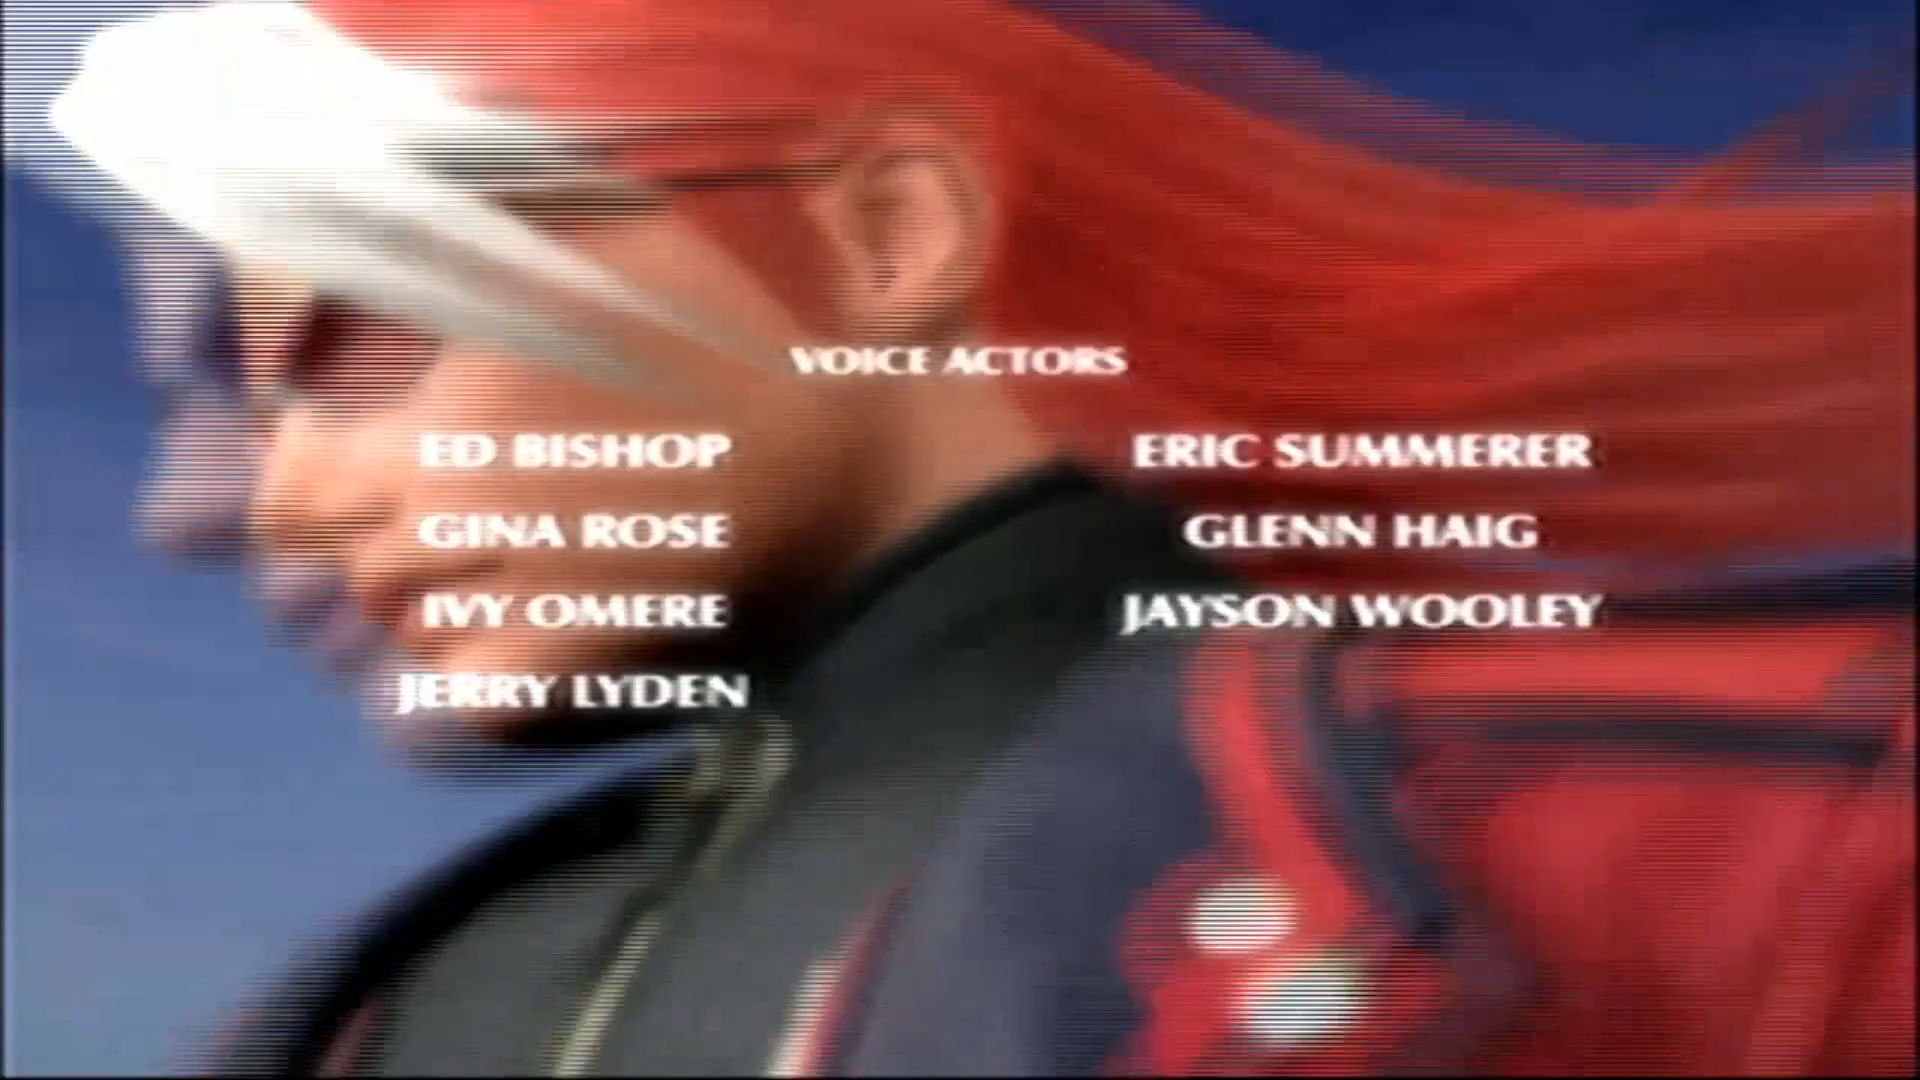 VOICE ACTORS
ED BISHOP
GINA ROSE
IVY OMERE
JERRY LYDEN
ERIC SUMMERER
GLENN HAIG
JAYSON WOOLEY